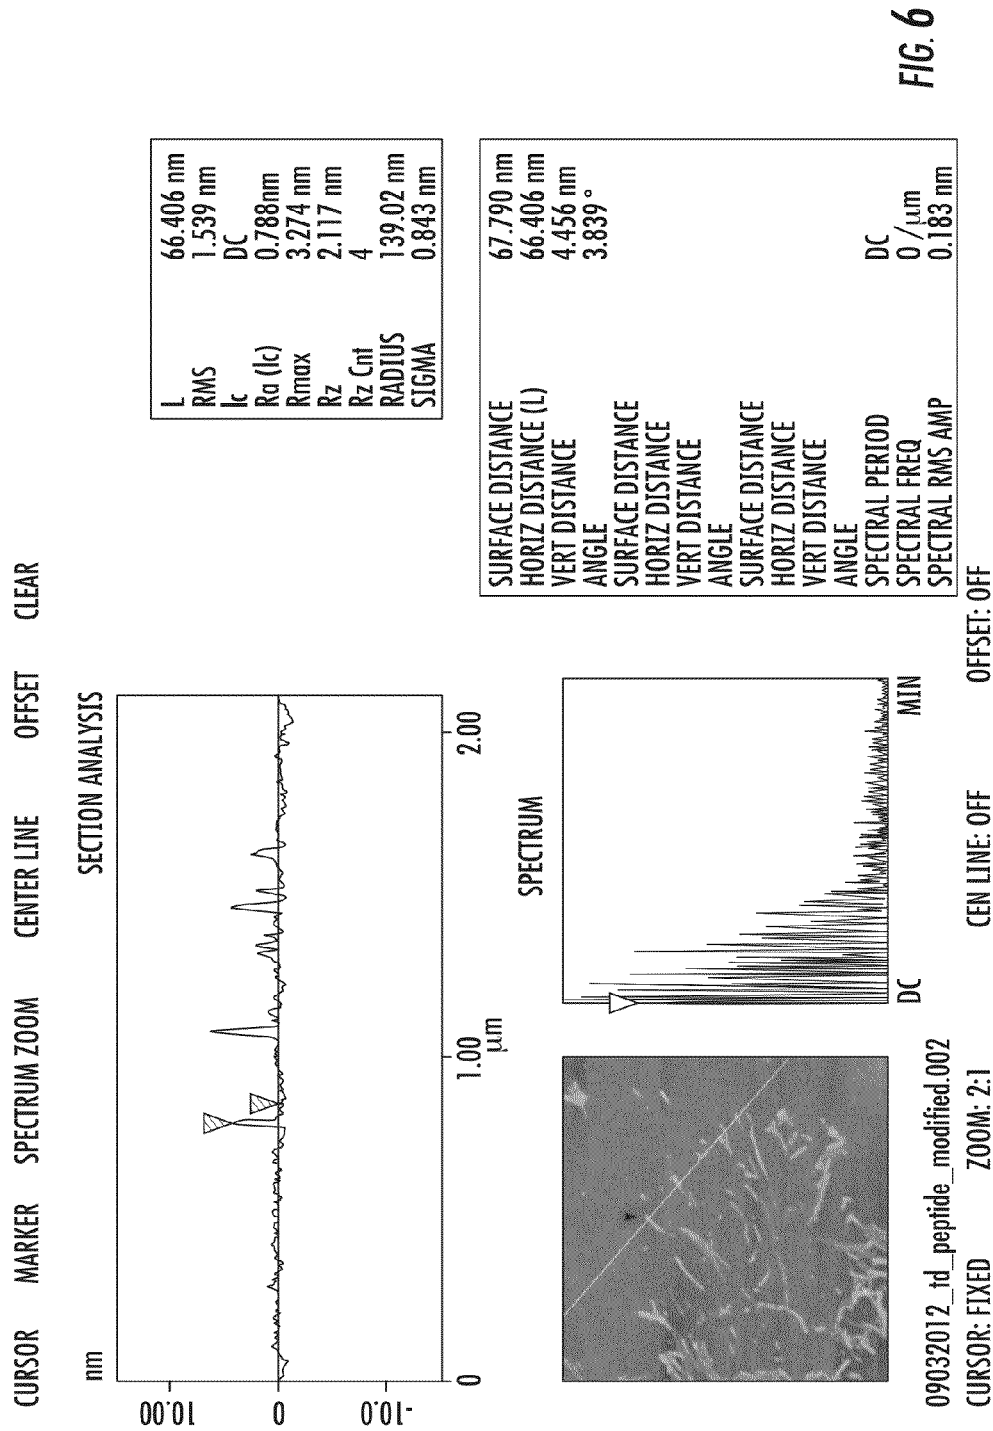 CURSOR MARKER SPECTRUM ZOOM CENTER LINE OFFSET CLEAR
SECTION ANALYSIS
nm
10.00
0
-10.0
0 1.00 2.00
µm
L 66.406 nm
RMS 1.539 nm
lc DC
Ra (lc) 0.788nm
Rmax 3.274 nm
Rz 2.117 nm
Rz Cnt 4
RADIUS 139.02 nm
SIGMA 0.843 nm
SPECTRUM
DC MIN
SURFACE DISTANCE 67.790 nm
HORIZ DISTANCE (L) 66.406 nm
VERT DISTANCE 4.456 nm
ANGLE 3.839°
SURFACE DISTANCE
HORIZ DISTANCE
VERT DISTANCE
ANGLE
SURFACE DISTANCE
HORIZ DISTANCE
VERT DISTANCE
ANGLE
SPECTRAL PERIOD DC
SPECTRAL FREQ 0 /µm
SPECTRAL RMS AMP 0.183 nm
09032012_td_peptide_modified.002
CURSOR: FIXED ZOOM: 2:1 CEN LINE: OFF OFFSET: OFF
FIG. 6